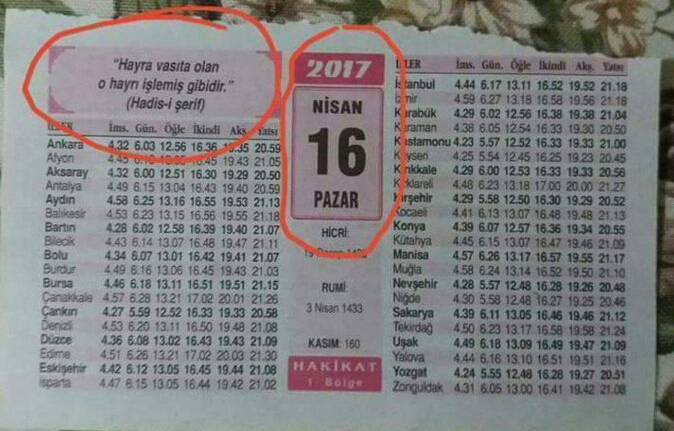 "Hayra vasıta olan
o hayrı işlemiş gibidir."
(Hadis-i şerif)
İLLER İms. Gün. Öğle İkindi Akş. Yatsı
Ankara 4.32 6.03 12.56 16.36 19.35 20.59
Afyon 16.45 19.43 21.05
Aksaray 4.32 6.00 12.51 16.30 19.29 20.50
Antalya 4.49 6.15 13.04 16.43 19.40 20.59
Aydın 4.58 6.25 13.16 16.55 19.53 21.13
Balıkesir 4.53 6.23 13.15 16.56 19.55 21.18
Bartın 4.28 6.02 12.58 16.39 19.40 21.07
Bilecik 4.43 6.14 13.07 16.48 19.47 21.11
Bolu 4.34 6.07 13.01 16.42 19.41 21.07
Burdur 4.49 6.16 13.06 16.45 19.43 21.03
Bursa 4.46 6.18 13.11 16.51 19.51 21.15
Çanakkale 4.57 6.28 13.21 17.02 20.01 21.26
Çankırı 4.27 5.59 12.52 16.33 19.33 20.58
Denizli 4.53 6.20 13.11 16.50 19.48 21.08
Düzce 4.36 6.08 13.02 16.43 19.43 21.09
Edirne 4.51 6.26 13.21 17.02 20.03 21.30
Eskişehir 4.42 6.12 13.05 16.45 19.44 21.08
Isparta 4.47 6.15 13.05 16.44 19.42 21.02
2017
NİSAN
16
PAZAR
HİCRİ:
19 Recep
RUMİ:
3 Nisan 1433
KASIM: 160
HAKİKAT
1. Bölge
İLLER İms. Gün. Öğle İkindi Akş. Yatsı
İstanbul 4.44 6.17 13.11 16.52 19.52 21.18
İzmir 4.59 6.27 13.18 16.58 19.56 21.18
Karabük 4.29 6.02 12.56 16.38 19.38 21.04
Karaman 4.38 6.05 12.54 16.33 19.30 20.50
Kastamonu 4.23 5.57 12.52 16.33 19.33 21.00
Kayseri 4.25 5.54 12.45 16.25 19.23 20.45
Kırıkkale 4.29 6.00 12.53 16.33 19.33 20.56
Kırklareli 4.48 6.23 13.18 17.00 20.00 21.27
Kırşehir 4.29 5.58 12.50 16.30 19.29 20.52
Kocaeli 4.41 6.13 13.07 16.48 19.48 21.13
Konya 4.39 6.07 12.57 16.36 19.34 20.55
Kütahya 4.45 6.15 13.07 16.47 19.46 21.09
Manisa 4.57 6.26 13.17 16.57 19.55 21.17
Muğla 4.58 6.24 13.14 16.52 19.50 21.10
Nevşehir 4.28 5.57 12.48 16.28 19.26 20.48
Niğde 4.30 5.58 12.48 16.27 19.25 20.46
Sakarya 4.39 6.11 13.05 16.46 19.46 21.12
Tekirdağ 4.50 6.23 13.17 16.58 19.58 21.24
Uşak 4.49 6.18 13.09 16.49 19.47 21.09
Yalova 4.44 6.16 13.10 16.51 19.51 21.16
Yozgat 4.24 5.55 12.48 16.28 19.27 20.51
Zonguldak 4.31 6.05 13.00 16.41 19.42 21.08